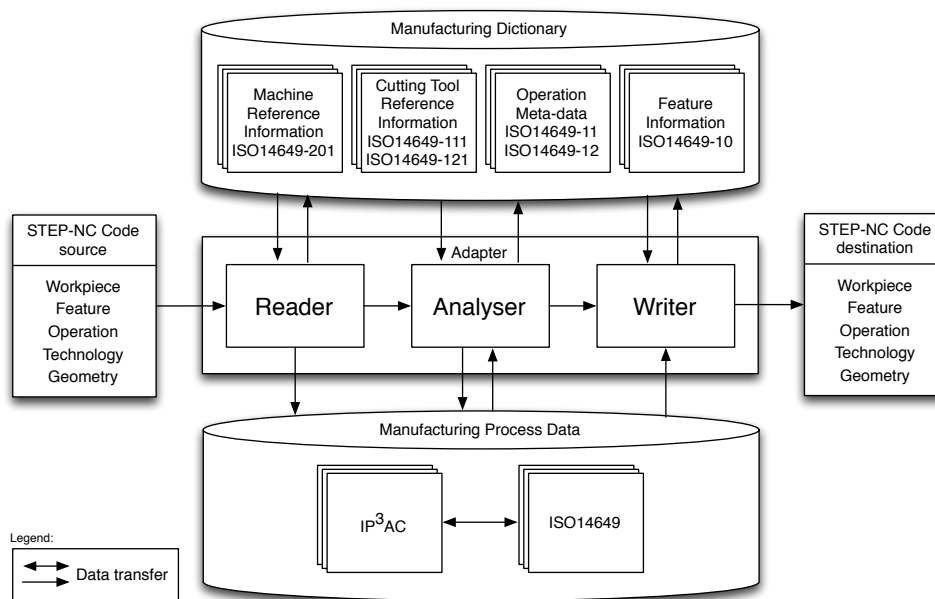 Manufacturing Dictionary
Machine
Reference
Information
ISO14649-201
Cutting Tool
Reference
Information
ISO14649-111
ISO14649-121
Operation
Meta-data
ISO14649-11
ISO14649-12
Feature
Information
ISO14649-10
STEP-NC Code
source
Workpiece
Feature
Operation
Technology
Geometry
Adapter
Reader
Analyser
Writer
STEP-NC Code
destination
Workpiece
Feature
Operation
Technology
Geometry
Manufacturing Process Data
IP³AC
ISO14649
Legend:
Data transfer